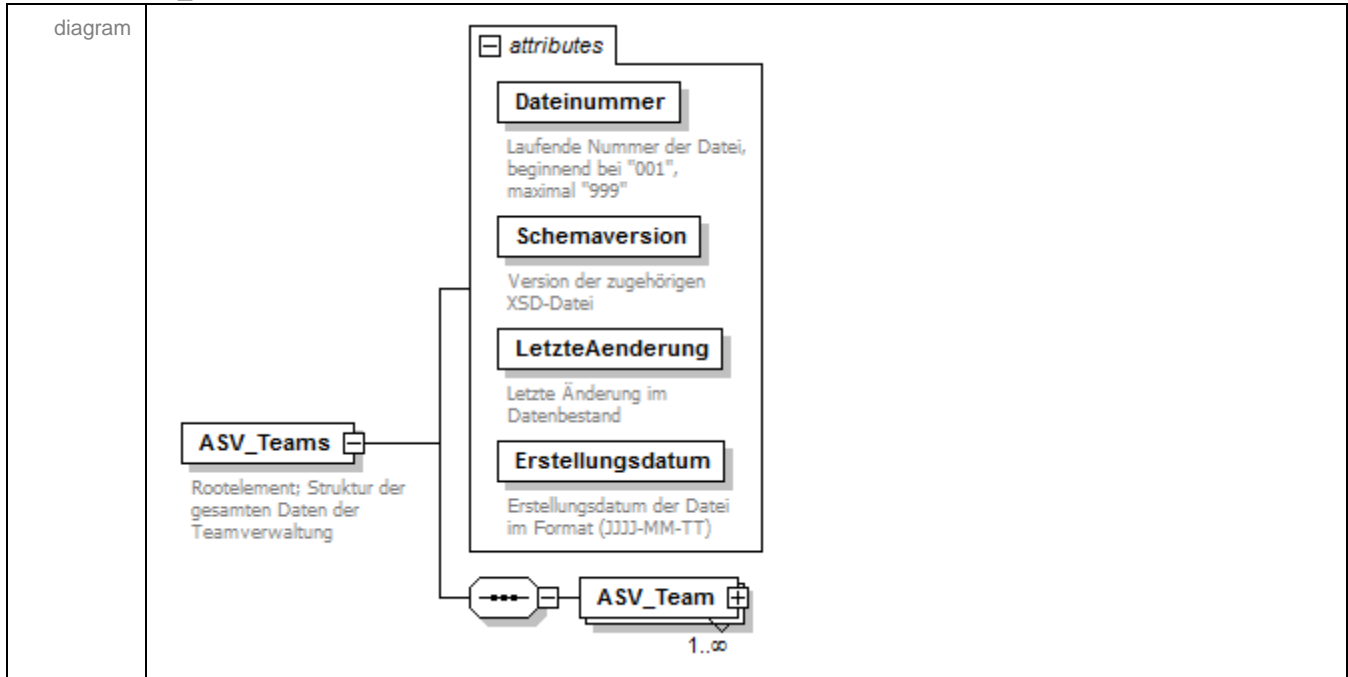 diagram
attributes
Dateinummer
Laufende Nummer der Datei,
beginnend bei "001",
maximal "999"
Schemaversion
Version der zugehörigen
XSD-Datei
LetzteAenderung
Letzte Änderung im
Datenbestand
Erstellungsdatum
Erstellungsdatum der Datei
im Format (JJJJ-MM-TT)
ASV_Teams
Rootelement; Struktur der
gesamten Daten der
Teamverwaltung
ASV_Team
1..∞